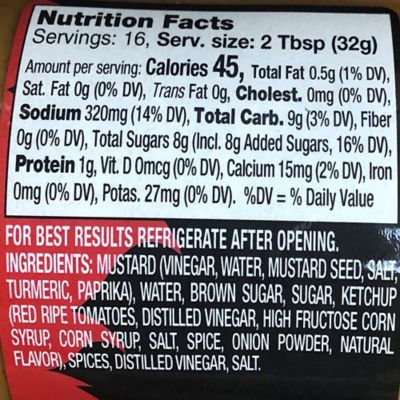 Nutrition Facts
Servings: 16, Serv. size: 2 Tbsp (32g)
Amount per serving: Calories 45, Total Fat 0.5g (1% DV),
Sat. Fat 0g (0% DV), Trans Fat 0g, Cholest. 0mg (0% DV),
Sodium 320mg (14% DV), Total Carb. 9g (3% DV), Fiber
0g (0% DV), Total Sugars 8g (Incl. 8g Added Sugars, 16% DV),
Protein 1g, Vit. D 0mcg (0% DV), Calcium 15mg (2% DV), Iron
0mg (0% DV), Potas. 27mg (0% DV). %DV = % Daily Value
FOR BEST RESULTS REFRIGERATE AFTER OPENING.
INGREDIENTS: MUSTARD (VINEGAR, WATER, MUSTARD SEED, SALT,
TURMERIC, PAPRIKA), WATER, BROWN SUGAR, SUGAR, KETCHUP
(RED RIPE TOMATOES, DISTILLED VINEGAR, HIGH FRUCTOSE CORN
SYRUP, CORN SYRUP, SALT, SPICE, ONION POWDER, NATURAL
FLAVOR), SPICES, DISTILLED VINEGAR, SALT.